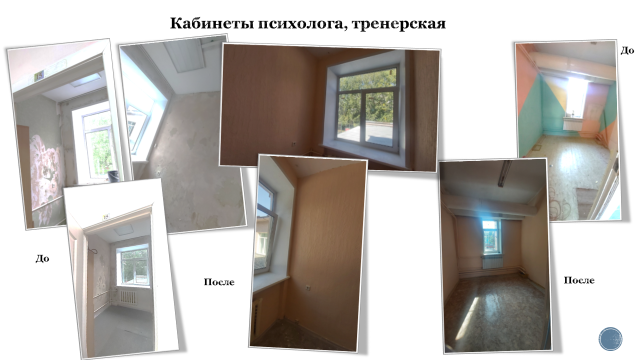 Кабинеты психолога, тренерская
До
До
После
После